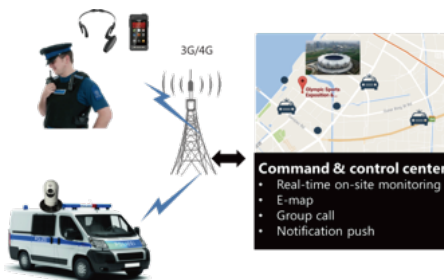 3G/4G
Olympic Sports
Exposition
Command & control center
• Real-time on-site monitoring
• E-map
• Group call
• Notification push